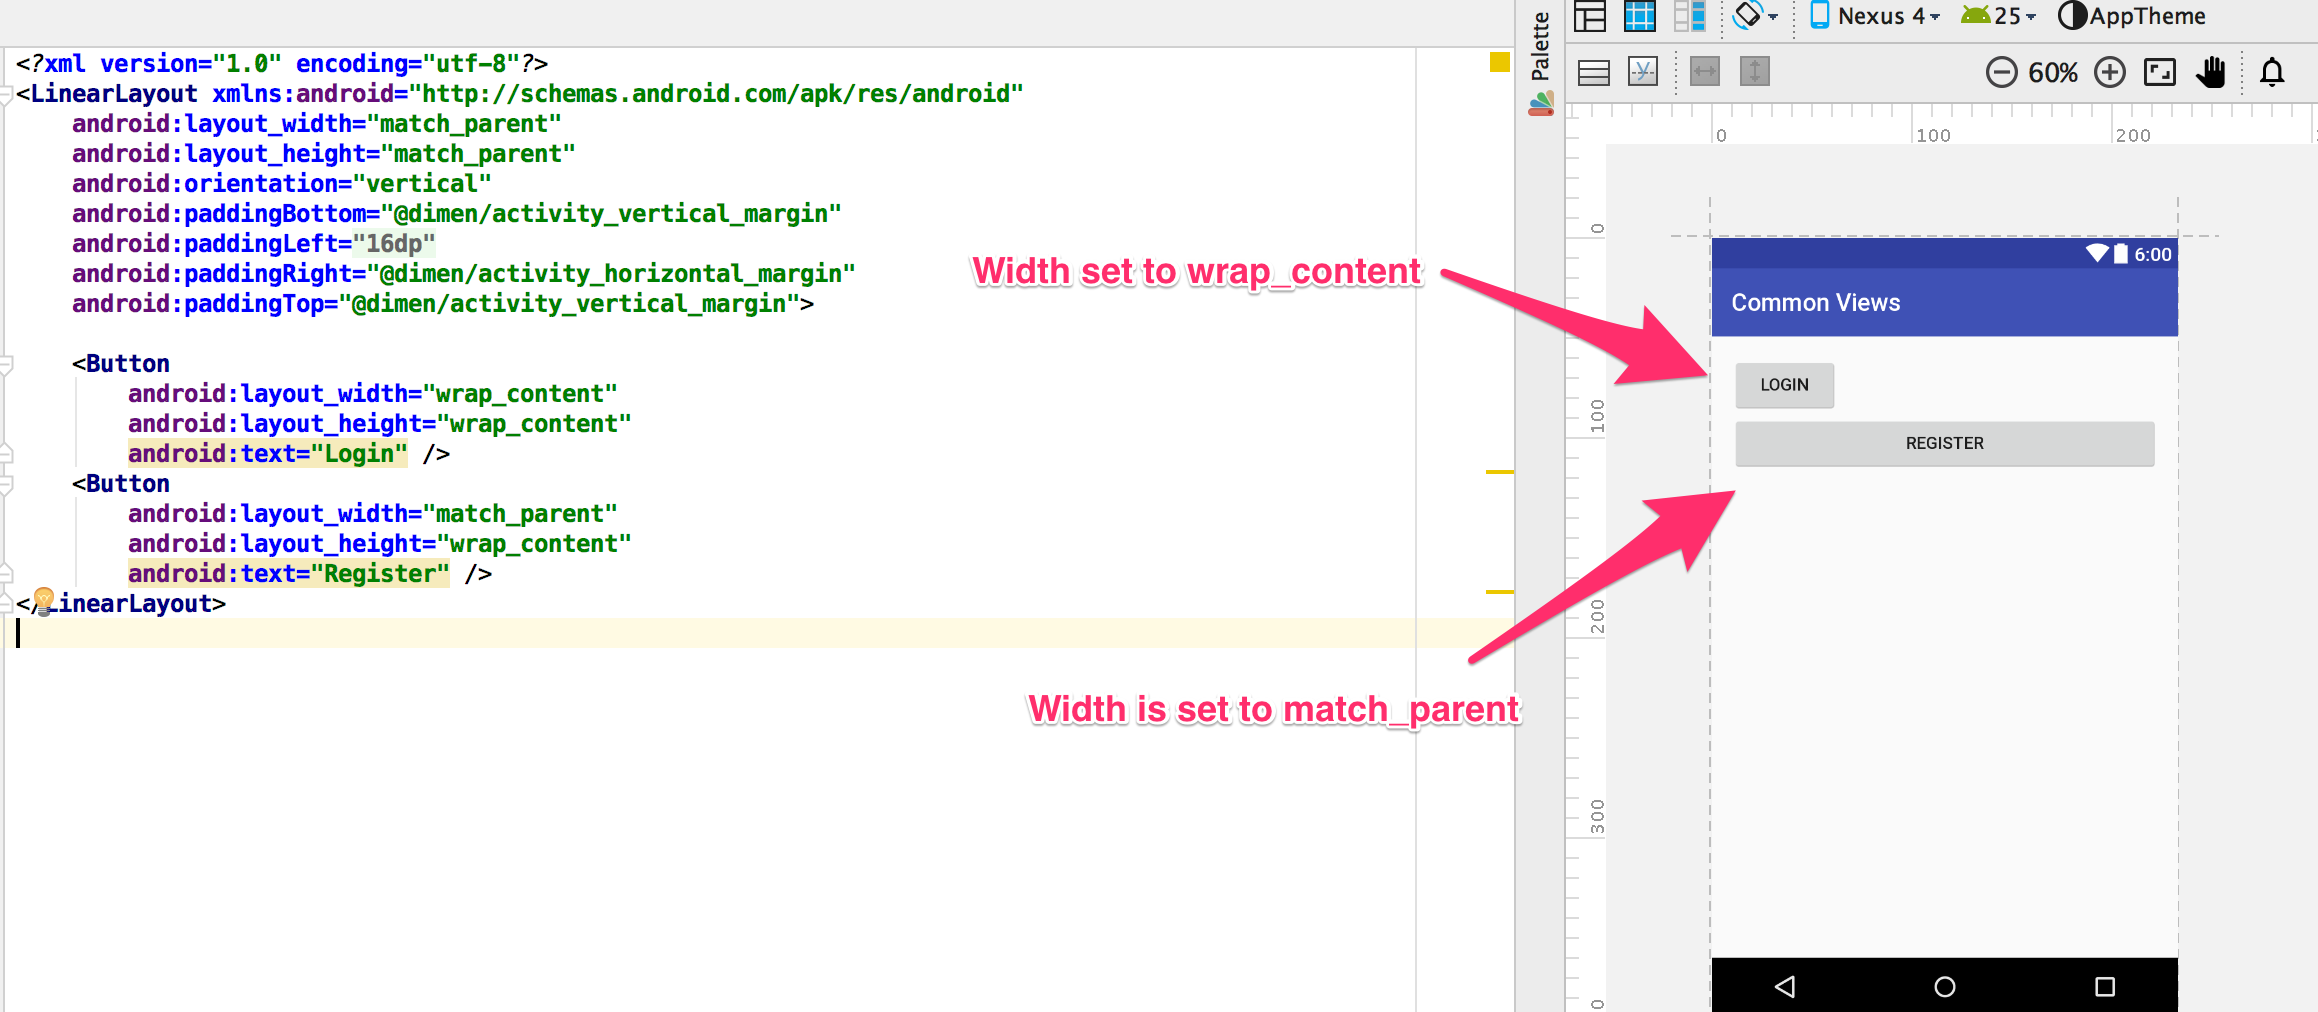 <?xml version="1.0" encoding="utf-8"?>
<LinearLayout xmlns:android="http://schemas.android.com/apk/res/android"
    android:layout_width="match_parent"
    android:layout_height="match_parent"
    android:orientation="vertical"
    android:paddingBottom="@dimen/activity_vertical_margin"
    android:paddingLeft="16dp"
    android:paddingRight="@dimen/activity_horizontal_margin"
    android:paddingTop="@dimen/activity_vertical_margin">
    <Button
        android:layout_width="wrap_content"
        android:layout_height="wrap_content"
        android:text="Login" />
    <Button
        android:layout_width="match_parent"
        android:layout_height="wrap_content"
        android:text="Register" />
</LinearLayout>
Width set to wrap_content
Width is set to match_parent
Palette
Nexus 4 25 AppTheme
60%
0 100 200
0
100
200
300
0
6:00
Common Views
LOGIN
REGISTER